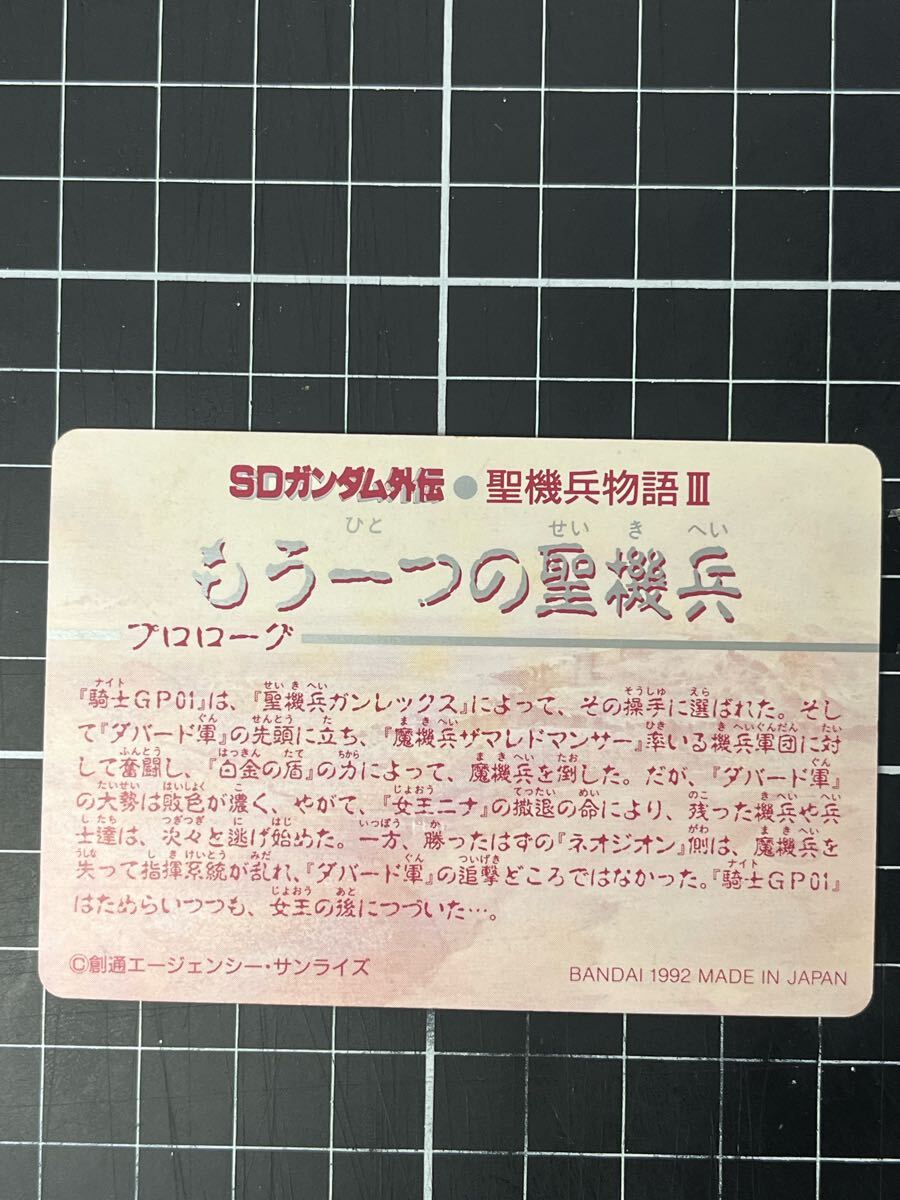 SDガンダム外伝●聖機兵物語Ⅲ
ひと せいきへい
もう一つの聖機兵
プロローグ
ナイト せいきへい そうしゅ えら
『騎士GP01』は、『聖機兵ガンレックス』によって、その操手に選ばれた。そし
ぐん せんとう た まきへい ひき きへいぐんだん たい
て『ダバード軍』の先頭に立ち、『魔機兵ザマレドマンサー』率いる機兵軍団に対
ふんとう はっきん たて ちから まきへい たお ぐん
して奮闘し、『白金の盾』の力によって、魔機兵を倒した。だが、『ダバード軍』
たいせい はいしょく こ じょおう てったい めい のこ きへい へい
の大勢は敗色が濃く、やがて、『女王ニナ』の撤退の命により、残った機兵や兵
したち つぎつぎ に はじ いっぽう か がわ まきへい
士達は、次々と逃げ始めた。一方、勝ったはずの『ネオジオン』側は、魔機兵を
うしな しきけいとう みだ ぐん ついげき ナイト
失って指揮系統が乱れ、『ダバード軍』の追撃どころではなかった。『騎士GP01』
じょおう あと
はためらいつつも、女王の後につづいた…。
©創通エージェンシー・サンライズ
BANDAI 1992 MADE IN JAPAN